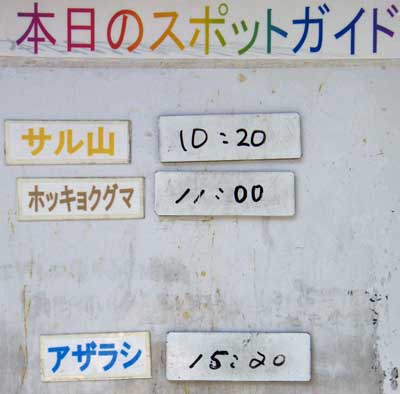 本日のスポットガイド
サル山 10:20
ホッキョクグマ 11:00
アザラシ 15:20